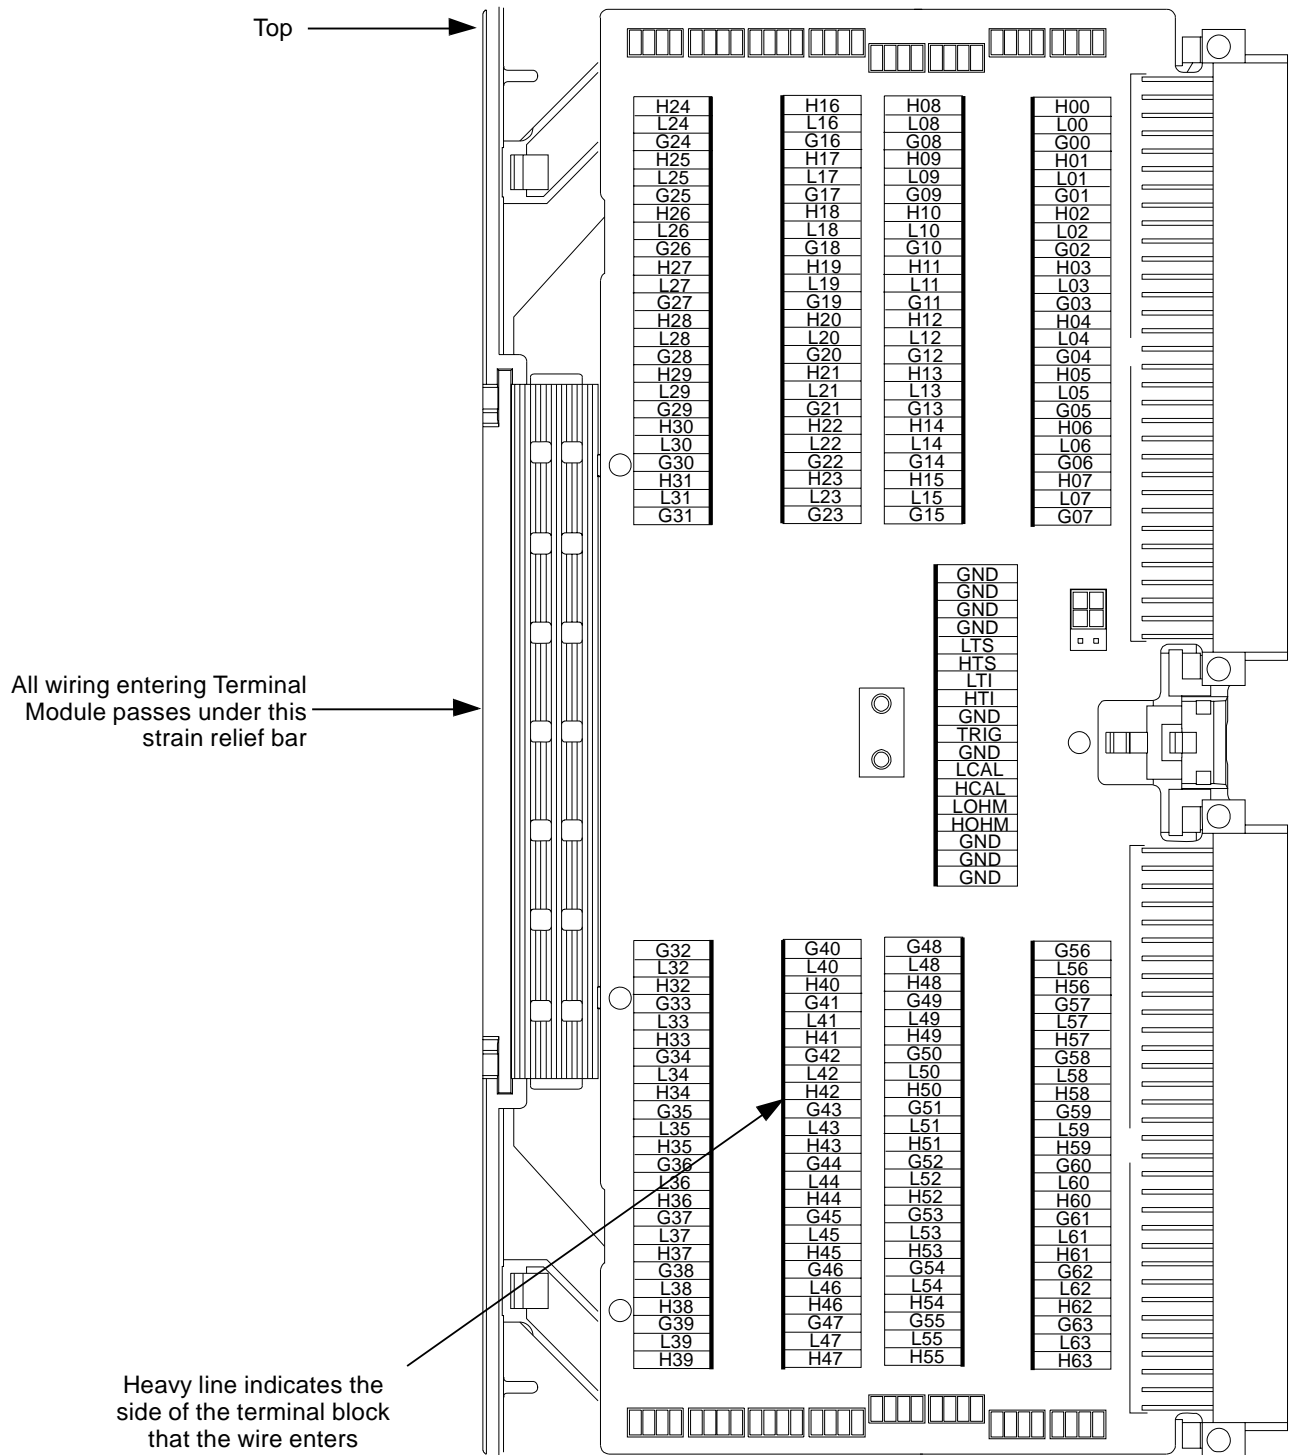 Top
H24
L24
G24
H25
L25
G25
H26
L26
G26
H27
L27
G27
H28
L28
G28
H29
L29
G29
H30
L30
G30
H31
L31
G31
H16
L16
G16
H17
L17
G17
H18
L18
G18
H19
L19
G19
H20
L20
G20
H21
L21
G21
H22
L22
G22
H23
L23
G23
H08
L08
G08
H09
L09
G09
H10
L10
G10
H11
L11
G11
H12
L12
G12
H13
L13
G13
H14
L14
G14
H15
L15
G15
H00
L00
G00
H01
L01
G01
H02
L02
G02
H03
L03
G03
H04
L04
G04
H05
L05
G05
H06
L06
G06
H07
L07
G07
GND
GND
GND
GND
LTS
HTS
LTI
HTI
GND
TRIG
GND
LCAL
HCAL
LOHM
HOHM
GND
GND
GND
All wiring entering Terminal
Module passes under this
strain relief bar
G32
L32
H32
G33
L33
H33
G34
L34
H34
G35
L35
H35
G36
L36
H36
G37
L37
H37
G38
L38
H38
G39
L39
H39
G40
L40
H40
G41
L41
H41
G42
L42
H42
G43
L43
H43
G44
L44
H44
G45
L45
H45
G46
L46
H46
G47
L47
H47
G48
L48
H48
G49
L49
H49
G50
L50
H50
G51
L51
H51
G52
L52
H52
G53
L53
H53
G54
L54
H54
G55
L55
H55
G56
L56
H56
G57
L57
H57
G58
L58
H58
G59
L59
H59
G60
L60
H60
G61
L61
H61
G62
L62
H62
G63
L63
H63
Heavy line indicates the
side of the terminal block
that the wire enters